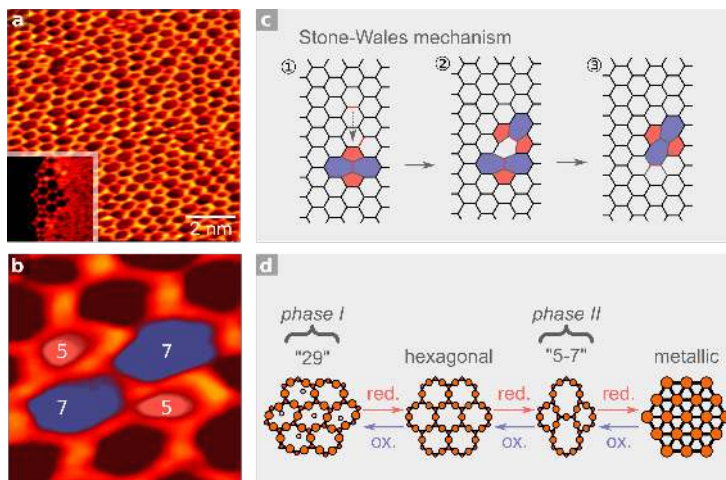 a
2 nm
b
5
7
7
5
c
Stone-Wales mechanism
① ② ③
d
phase I phase II
"29" hexagonal "5-7" metallic
red. red. red.
ox. ox. ox.